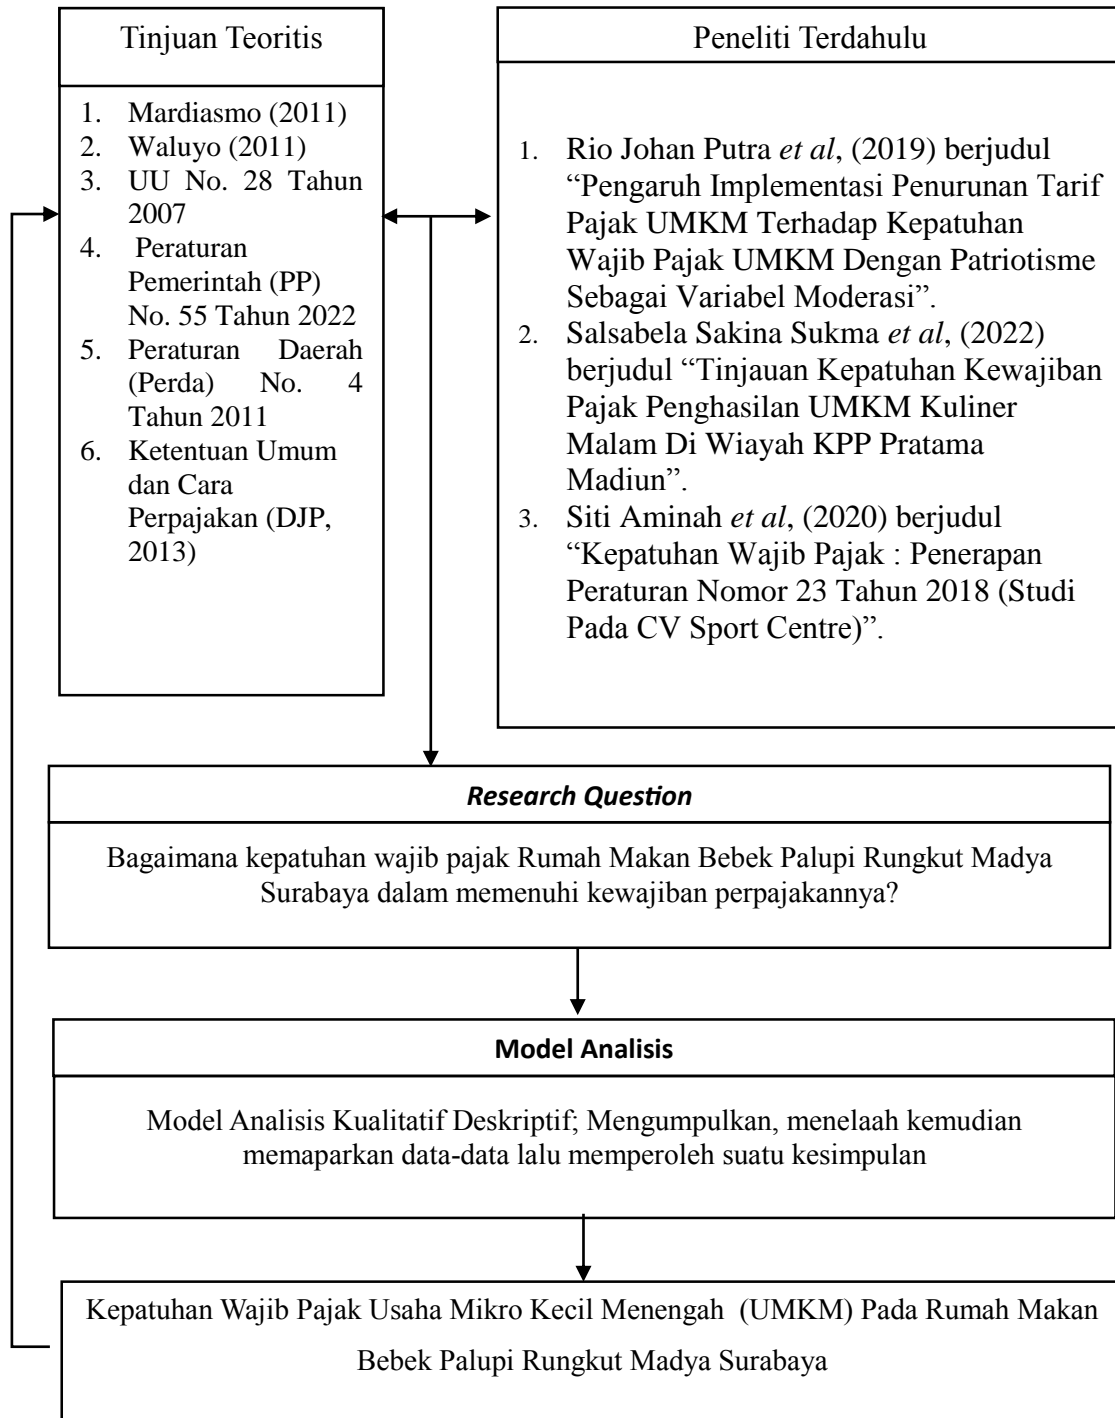 Tinjuan Teoritis
1. Mardiasmo (2011)
2. Waluyo (2011)
3. UU No. 28 Tahun
2007
4. Peraturan
Pemerintah (PP)
No. 55 Tahun 2022
5. Peraturan Daerah
(Perda) No. 4
Tahun 2011
6. Ketentuan Umum
dan Cara
Perpajakan (DJP,
2013)
Peneliti Terdahulu
1. Rio Johan Putra et al, (2019) berjudul
“Pengaruh Implementasi Penurunan Tarif
Pajak UMKM Terhadap Kepatuhan
Wajib Pajak UMKM Dengan Patriotisme
Sebagai Variabel Moderasi”.
2. Salsabela Sakina Sukma et al, (2022)
berjudul “Tinjauan Kepatuhan Kewajiban
Pajak Penghasilan UMKM Kuliner
Malam Di Wiayah KPP Pratama
Madiun”.
3. Siti Aminah et al, (2020) berjudul
“Kepatuhan Wajib Pajak : Penerapan
Peraturan Nomor 23 Tahun 2018 (Studi
Pada CV Sport Centre)”.
Research Question
Bagaimana kepatuhan wajib pajak Rumah Makan Bebek Palupi Rungkut Madya
Surabaya dalam memenuhi kewajiban perpajakannya?
Model Analisis
Model Analisis Kualitatif Deskriptif; Mengumpulkan, menelaah kemudian
memaparkan data-data lalu memperoleh suatu kesimpulan
Kepatuhan Wajib Pajak Usaha Mikro Kecil Menengah (UMKM) Pada Rumah Makan
Bebek Palupi Rungkut Madya Surabaya